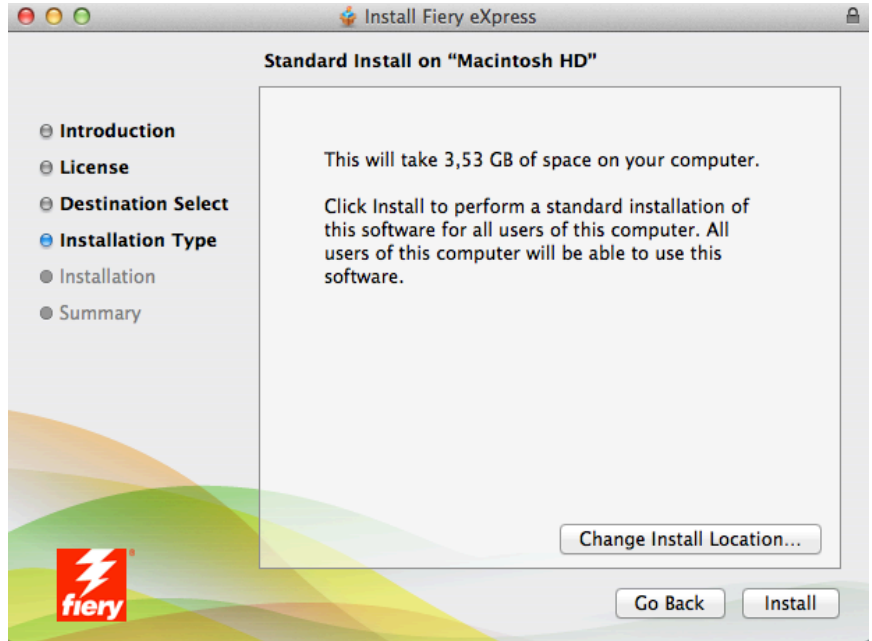 Install Fiery eXpress
Standard Install on “Macintosh HD”
Introduction
License
Destination Select
Installation Type
Installation
Summary
This will take 3,53 GB of space on your computer.
Click Install to perform a standard installation of
this software for all users of this computer. All
users of this computer will be able to use this
software.
Change Install Location...
fiery
Go Back
Install